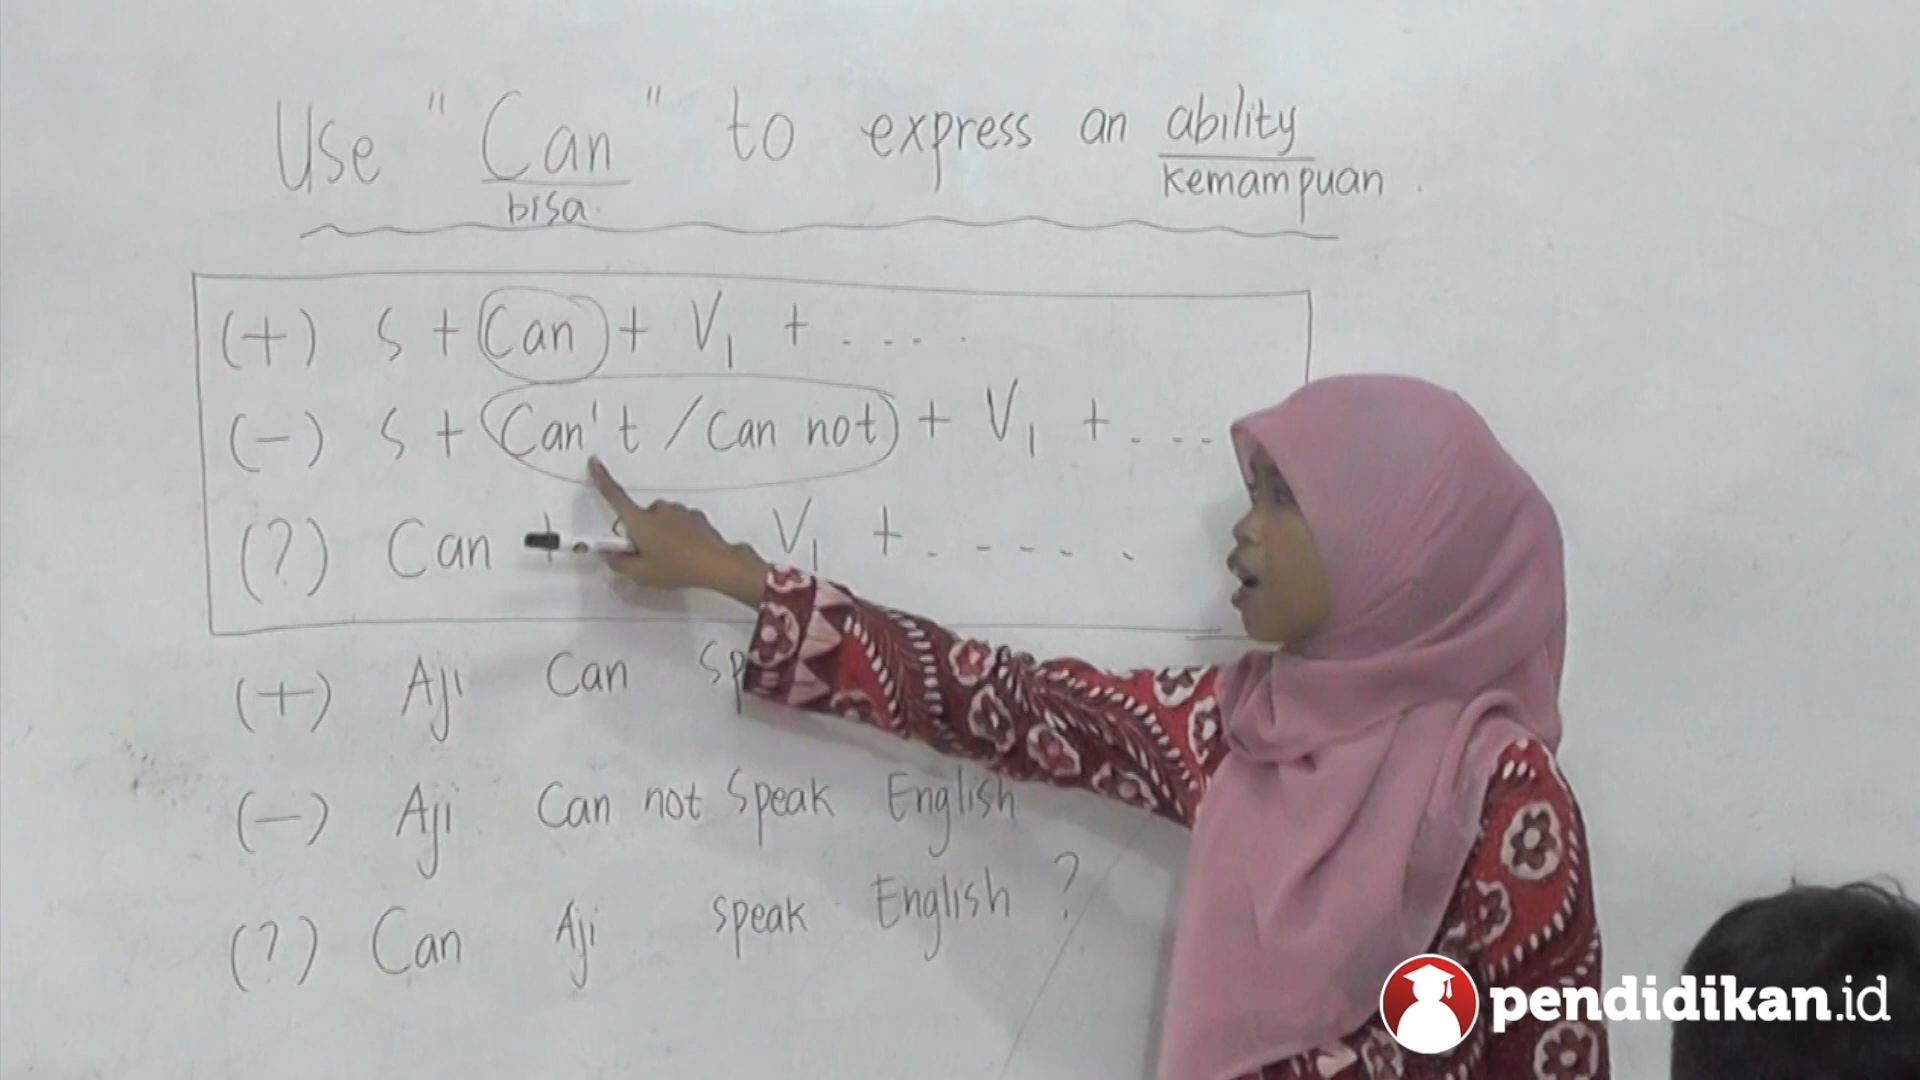 Use "Can" to express an ability
bisa. kemampuan.
(+) S + Can + V1 + ....
(-) S + Can't / Can not + V1 + ....
(?) Can + V1 + ......
(+) Aji Can
(-) Aji Can not Speak English
(?) Can Aji speak English ?
pendidikan.id